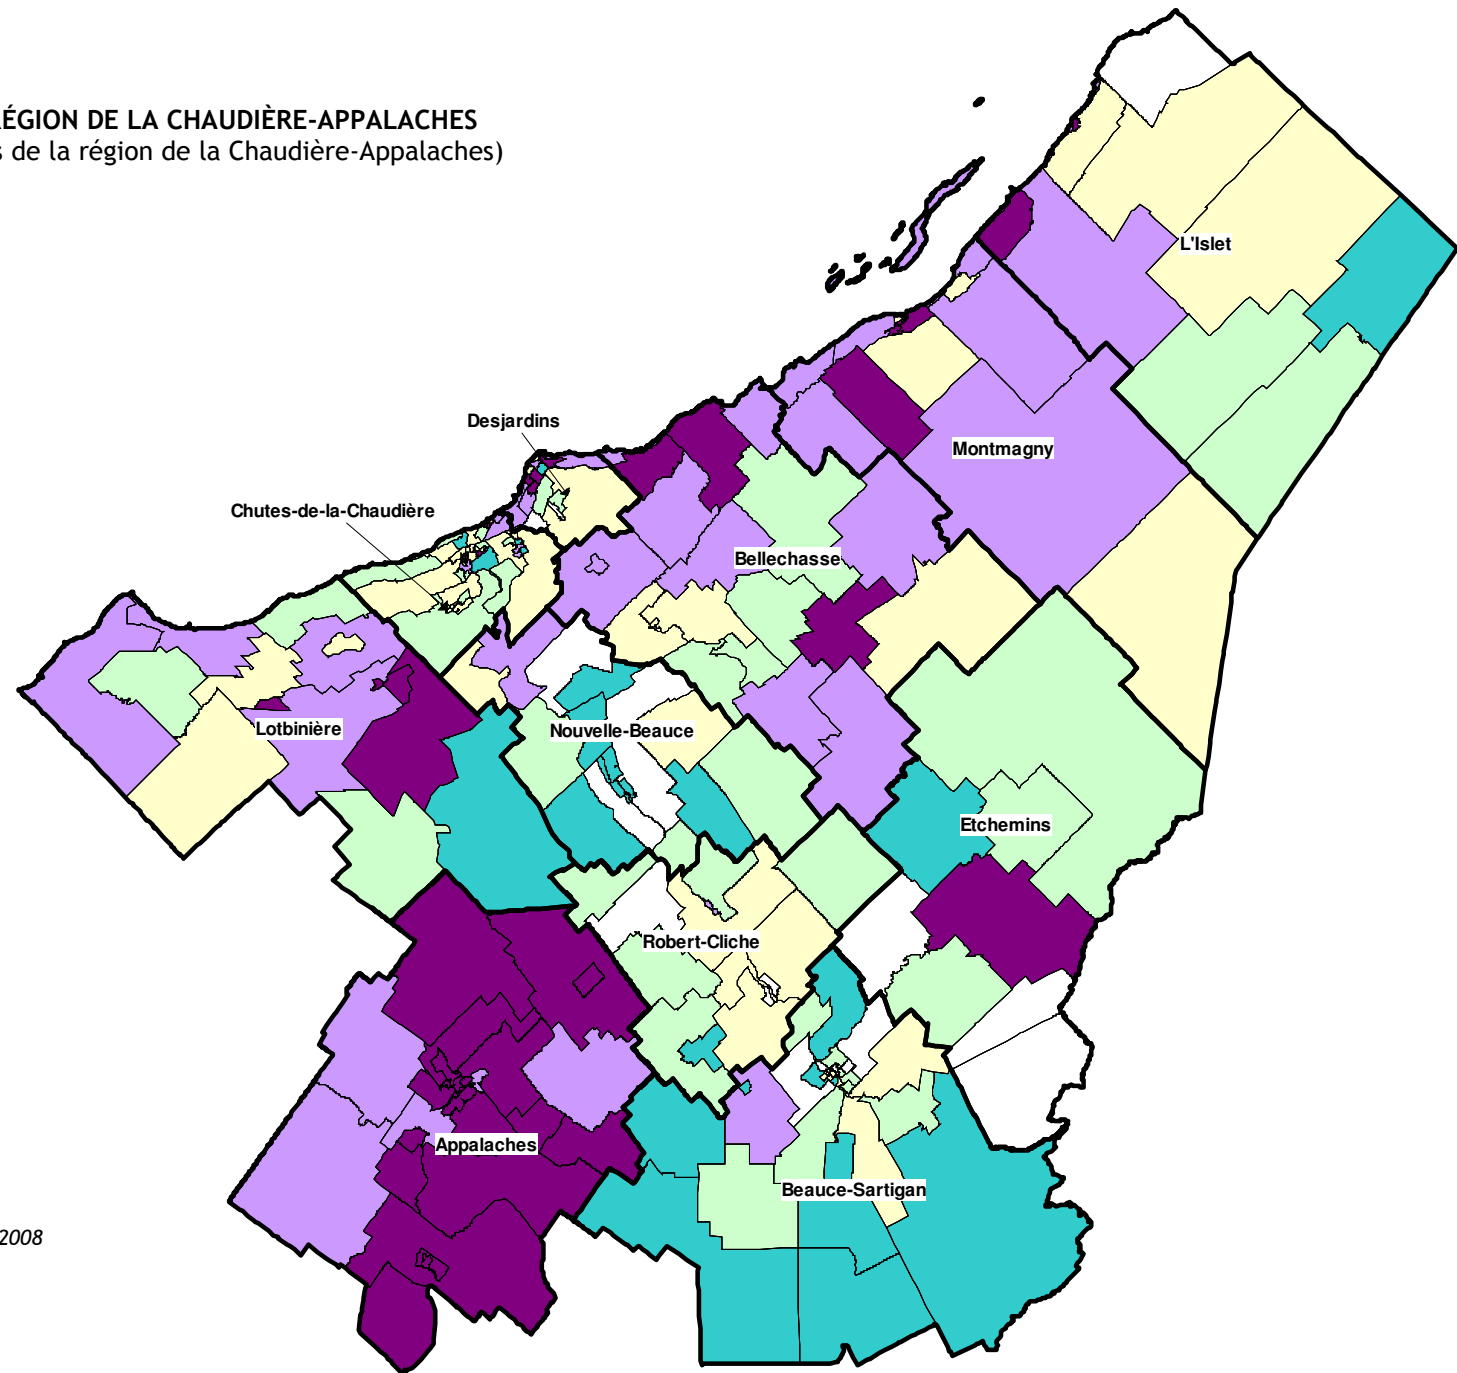 RÉGION DE LA CHAUDIÈRE-APPALACHES
s de la région de la Chaudière-Appalaches)
L'Islet
Desjardins
Montmagny
Chutes-de-la-Chaudière
Bellechasse
Lotbinière
Nouvelle-Beauce
Etchemins
Robert-Cliche
Appalaches
Beauce-Sartigan
2008